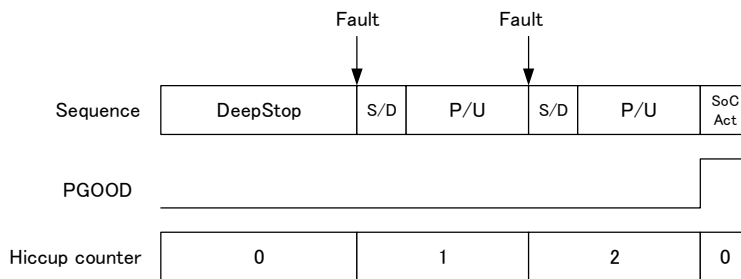 Fault Fault
Sequence DeepStop S/D P/U S/D P/U SoC Act
PGOOD
Hiccup counter 0 1 2 0